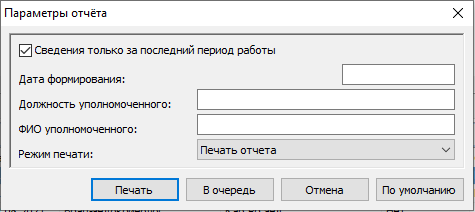 Параметры отчёта
Сведения только за последний период работы
Дата формирования:
Должность уполномоченного:
ФИО уполномоченного:
Режим печати: Печать отчета
Печать В очередь Отмена По умолчанию